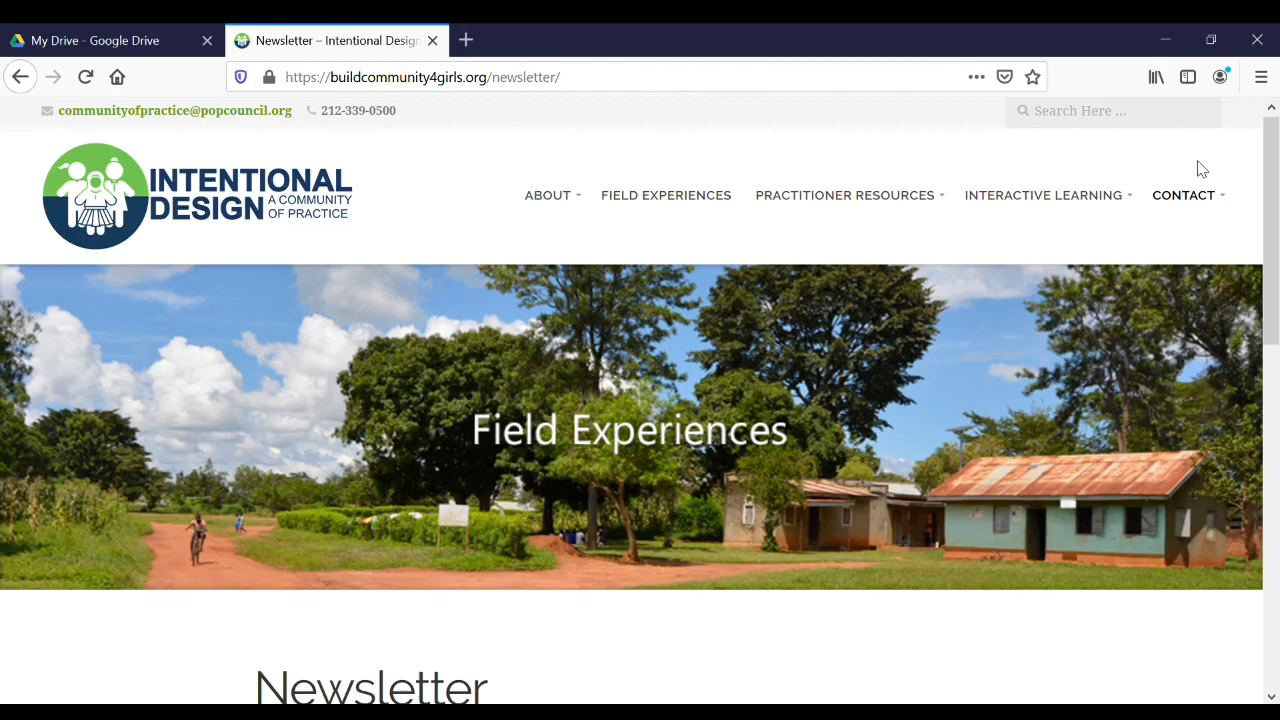 My Drive - Google Drive
Newsletter – Intentional Design
https://buildcommunity4girls.org/newsletter/
communityofpractice@popcouncil.org 212-339-0500
Search Here ...
INTENTIONAL
DESIGN A COMMUNITY
OF PRACTICE
ABOUT FIELD EXPERIENCES PRACTITIONER RESOURCES INTERACTIVE LEARNING CONTACT
Field Experiences
Newsletter